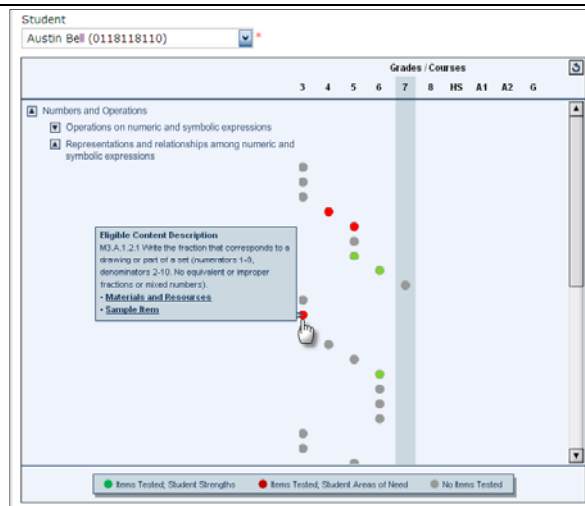 Student
Austin Bell (0118118110) *
Grades / Courses
3 4 5 6 7 8 HS A1 A2 G
Numbers and Operations
Operations on numeric and symbolic expressions
Representations and relationships among numeric and
symbolic expressions
Eligible Content Description
M3.A.1.2.1 Write the fraction that corresponds to a
drawing or part of a set (numerators 1-9,
denominators 2-10. No equivalent or improper
fractions or mixed numbers).
• Materials and Resources
• Sample Item
Items Tested, Student Strengths Items Tested, Student Areas of Need No Items Tested